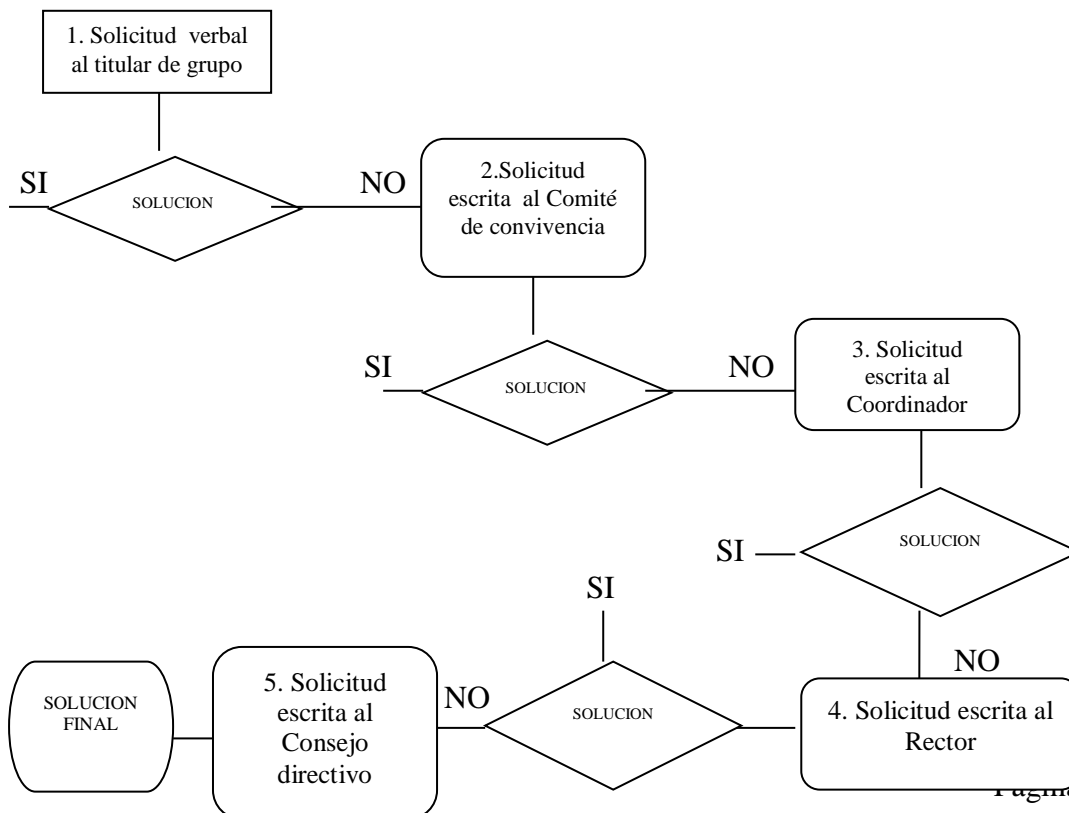 1. Solicitud verbal
al titular de grupo
SI
SOLUCION
NO
2.Solicitud
escrita al Comité
de convivencia
SI
SOLUCION
NO
3. Solicitud
escrita al
Coordinador
SI
SOLUCION
NO
4. Solicitud escrita al
Rector
SI
SOLUCION
NO
5. Solicitud
escrita al
Consejo
directivo
SOLUCION
FINAL